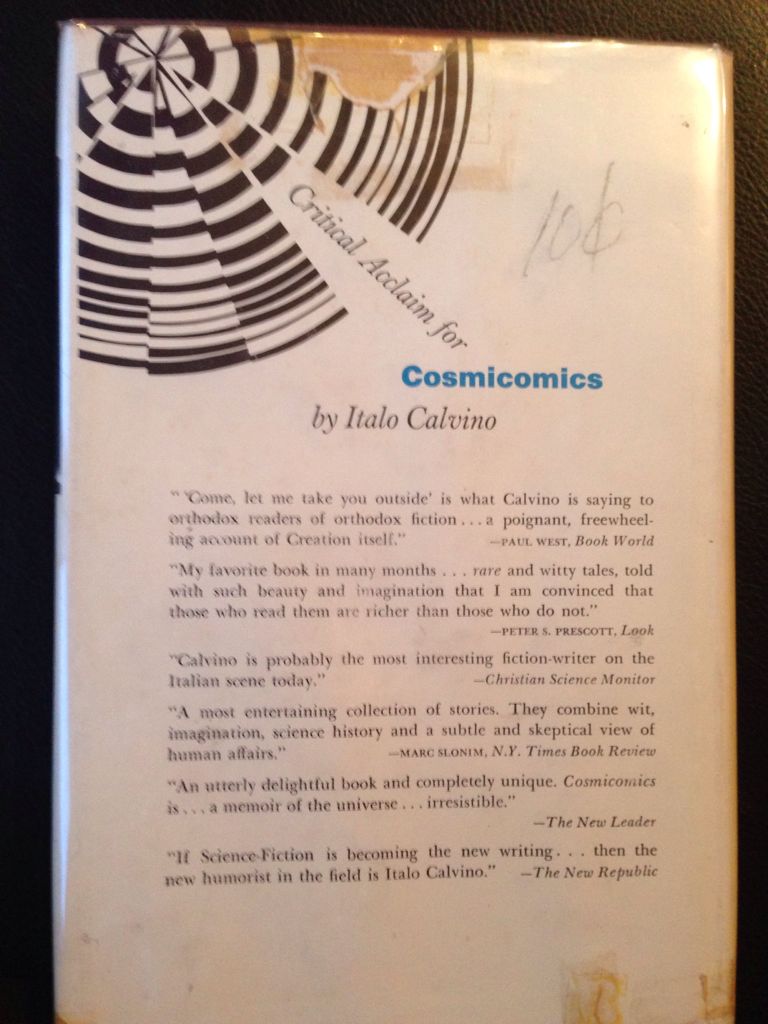 10¢
Critical Acclaim for
Cosmicomics
by Italo Calvino
“ ‘Come, let me take you outside’ is what Calvino is saying to
orthodox readers of orthodox fiction . . . a poignant, freewheel-
ing account of Creation itself.” —PAUL WEST, Book World
“My favorite book in many months . . . rare and witty tales, told
with such beauty and imagination that I am convinced that
those who read them are richer than those who do not.”
—PETER S. PRESCOTT, Look
“Calvino is probably the most interesting fiction-writer on the
Italian scene today.” —Christian Science Monitor
“A most entertaining collection of stories. They combine wit,
imagination, science history and a subtle and skeptical view of
human affairs.” —MARC SLONIM, N.Y. Times Book Review
“An utterly delightful book and completely unique. Cosmicomics
is . . . a memoir of the universe . . . irresistible.”
—The New Leader
“If Science-Fiction is becoming the new writing . . . then the
new humorist in the field is Italo Calvino.” —The New Republic